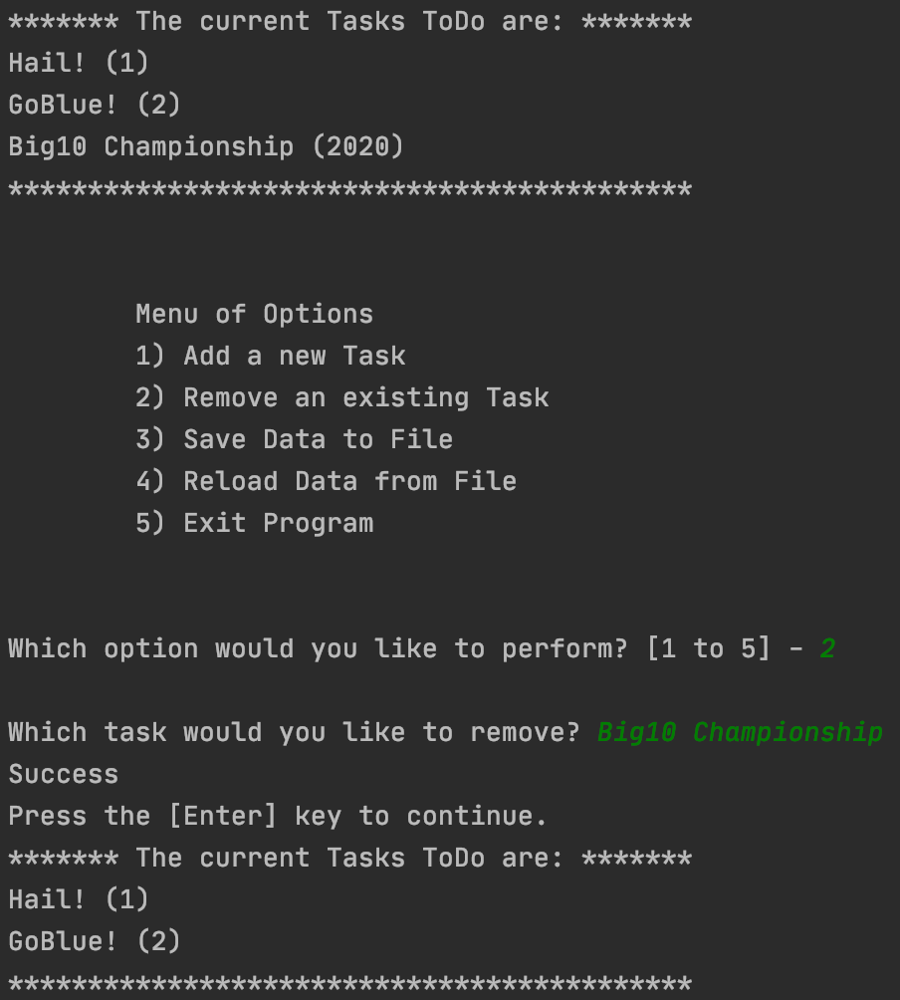 ******* The current Tasks ToDo are: *******
Hail! (1)
GoBlue! (2)
Big10 Championship (2020)
*******************************************
Menu of Options
1) Add a new Task
2) Remove an existing Task
3) Save Data to File
4) Reload Data from File
5) Exit Program
Which option would you like to perform? [1 to 5] - 2
Which task would you like to remove? Big10 Championship
Success
Press the [Enter] key to continue.
******* The current Tasks ToDo are: *******
Hail! (1)
GoBlue! (2)
*******************************************